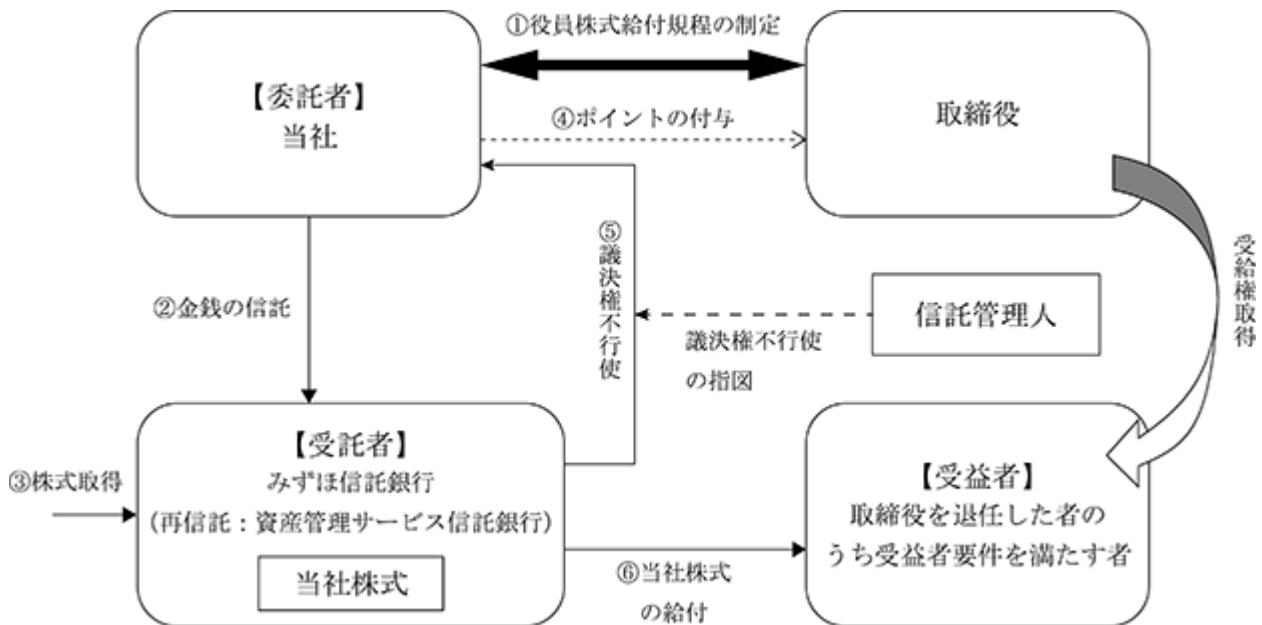 ①役員株式給付規程の制定
【委託者】
当社
④ポイントの付与
取締役
⑤議決権不行使
受給権取得
②金銭の信託
信託管理人
議決権不行使
の指図
③株式取得
【受託者】
みずほ信託銀行
(再信託：資産管理サービス信託銀行)
当社株式
⑥当社株式
の給付
【受益者】
取締役を退任した者の
うち受益者要件を満たす者